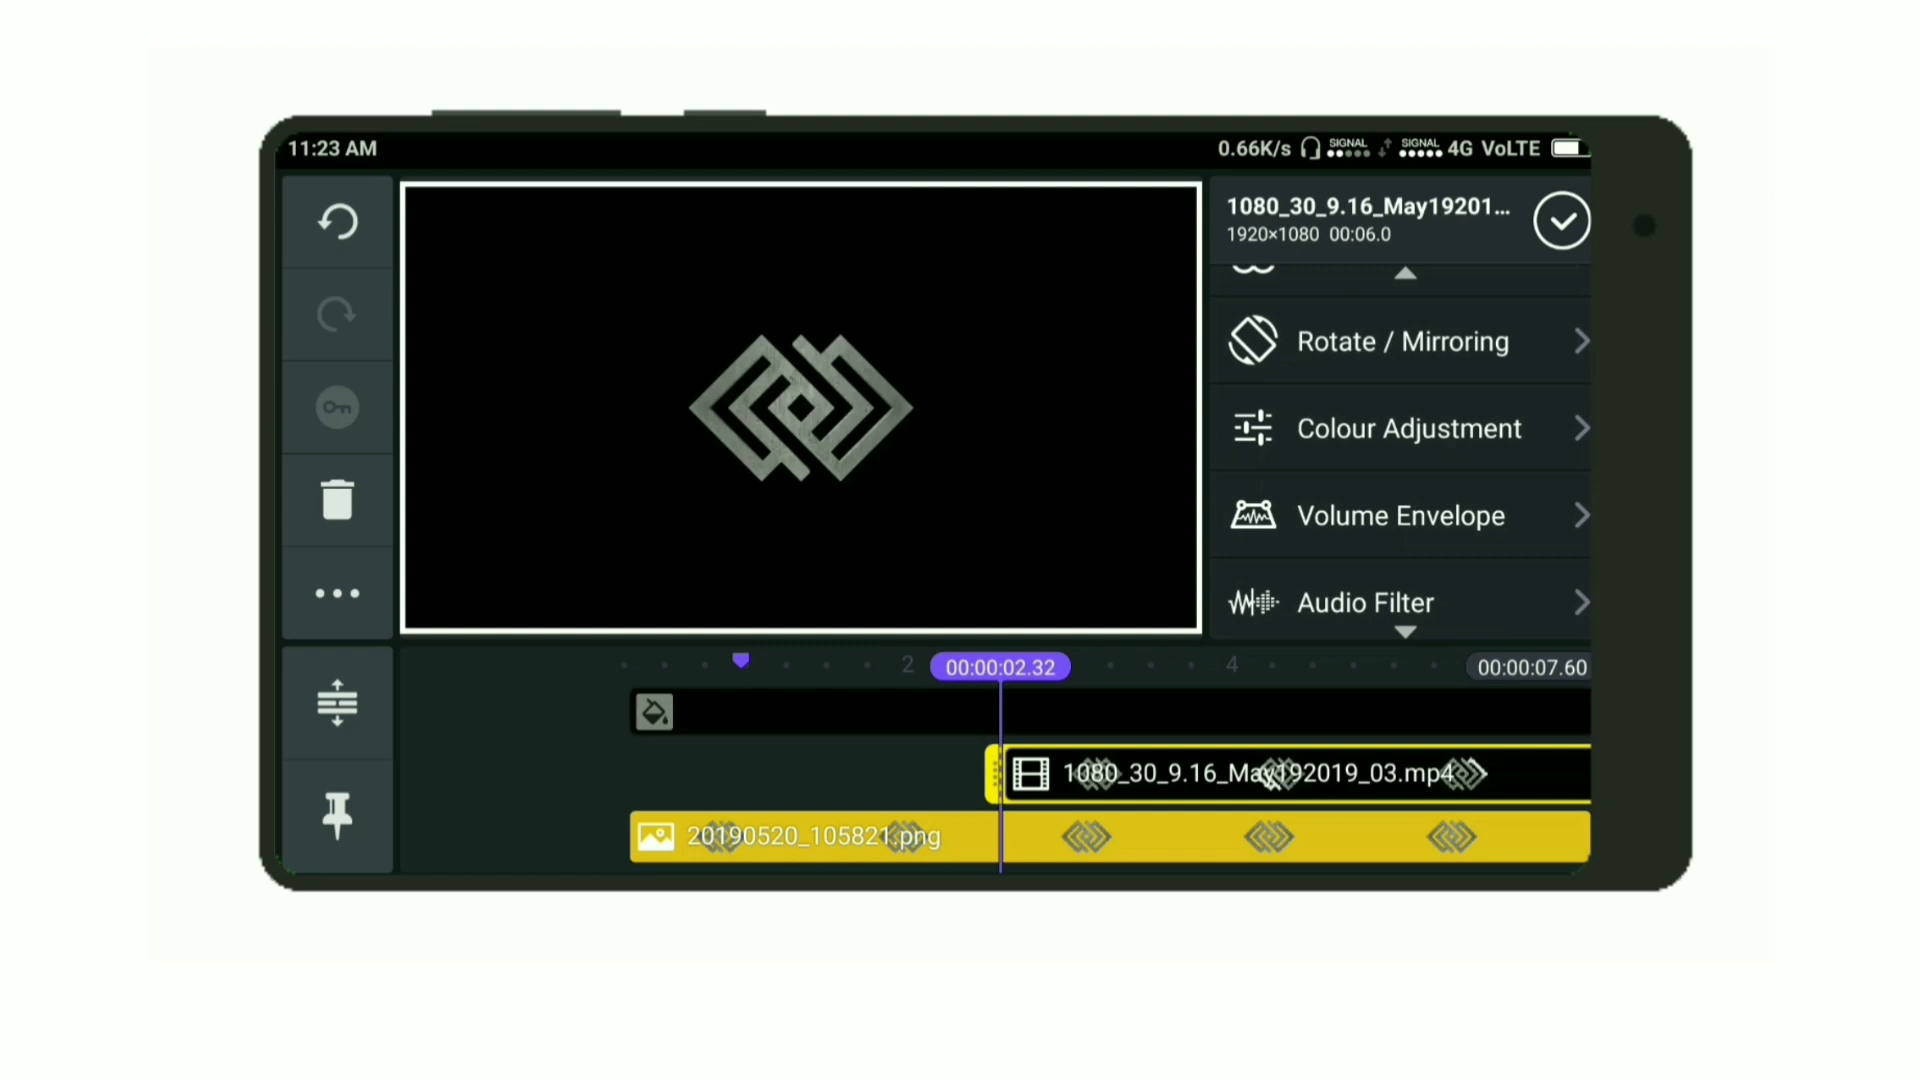 11:23 AM
0.66K/s SIGNAL SIGNAL 4G VoLTE
1080_30_9.16_May19201...
1920×1080 00:06.0
Rotate / Mirroring
Colour Adjustment
Volume Envelope
Audio Filter
2 00:00:02.32 4 00:00:07.60
1080_30_9.16_May192019_03.mp4
20190520_105821.png